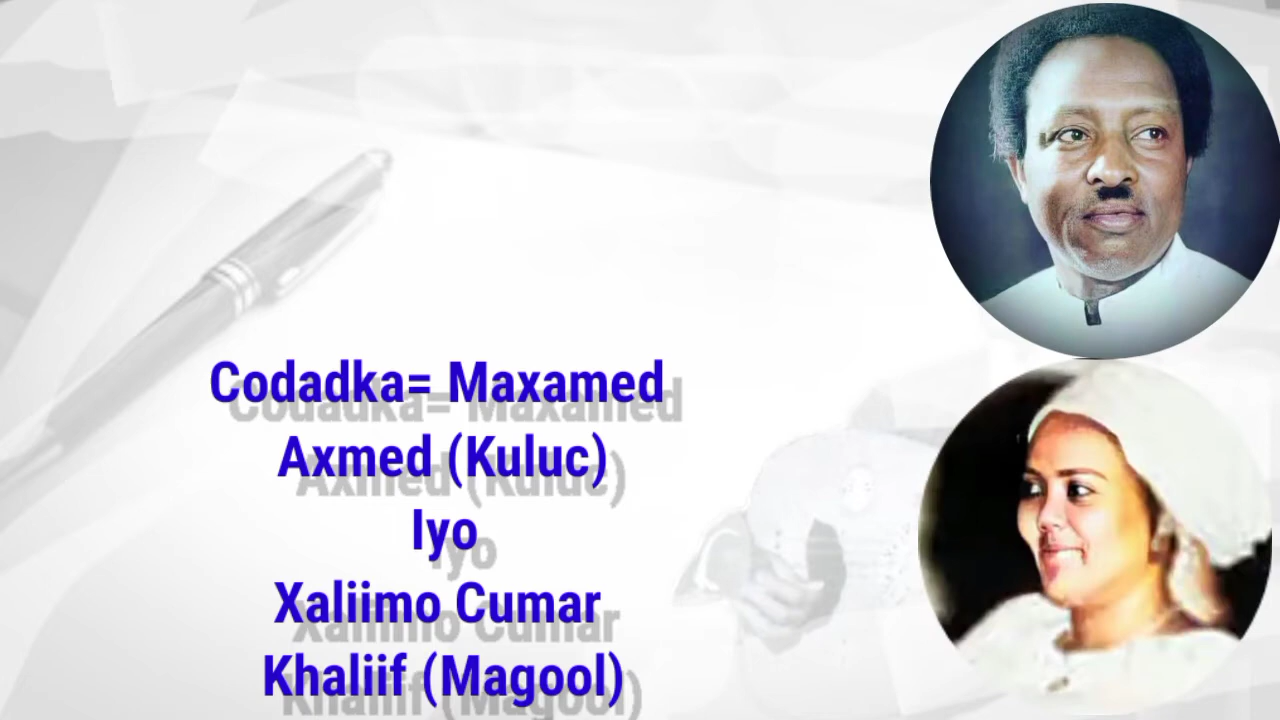 Codadka= Maxamed
Axmed (Kuluc)
Iyo
Xaliimo Cumar
Khaliif (Magool)